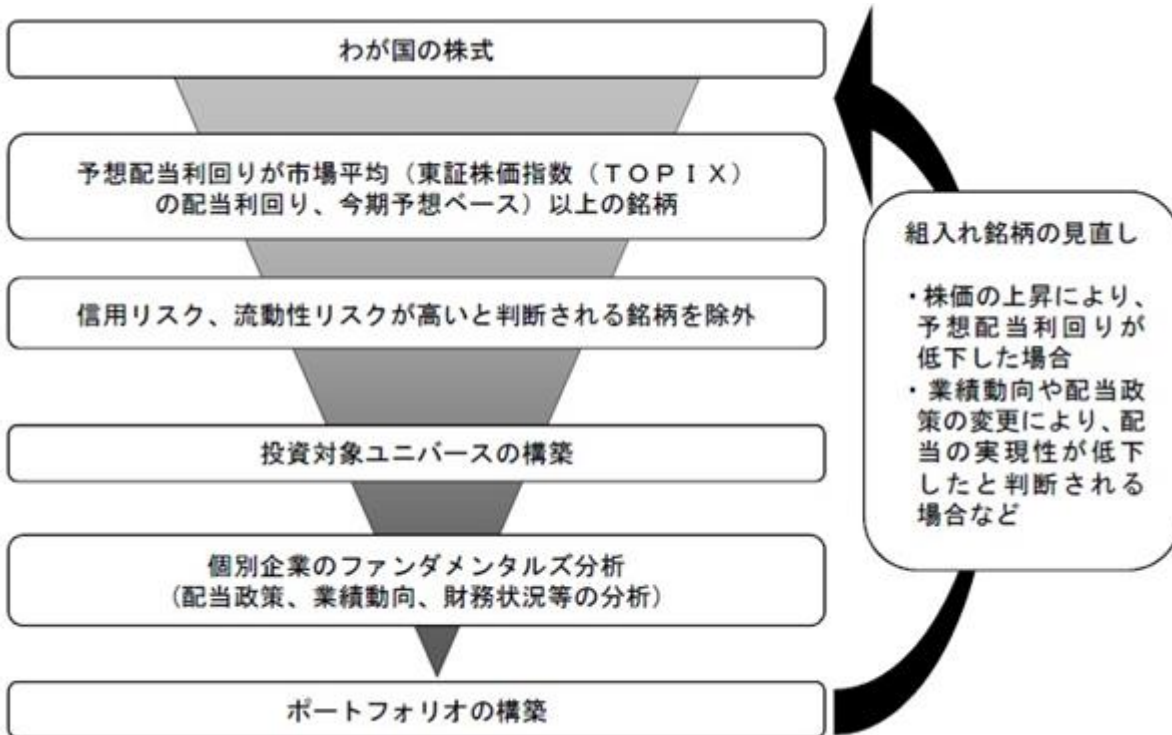 わが国の株式
予想配当利回りが市場平均（東証株価指数（ＴＯＰＩＸ）
の配当利回り、今期予想ベース）以上の銘柄
信用リスク、流動性リスクが高いと判断される銘柄を除外
投資対象ユニバースの構築
個別企業のファンダメンタルズ分析
（配当政策、業績動向、財務状況等の分析）
ポートフォリオの構築
組入れ銘柄の見直し
・株価の上昇により、
予想配当利回りが
低下した場合
・業績動向や配当政
策の変更により、配
当の実現性が低下
したと判断される
場合など